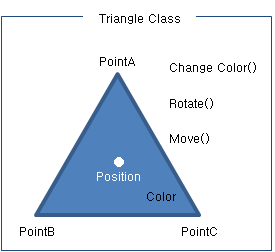 Triangle Class
PointA
Change Color()
Rotate()
Move()
Position
Color
PointB
PointC